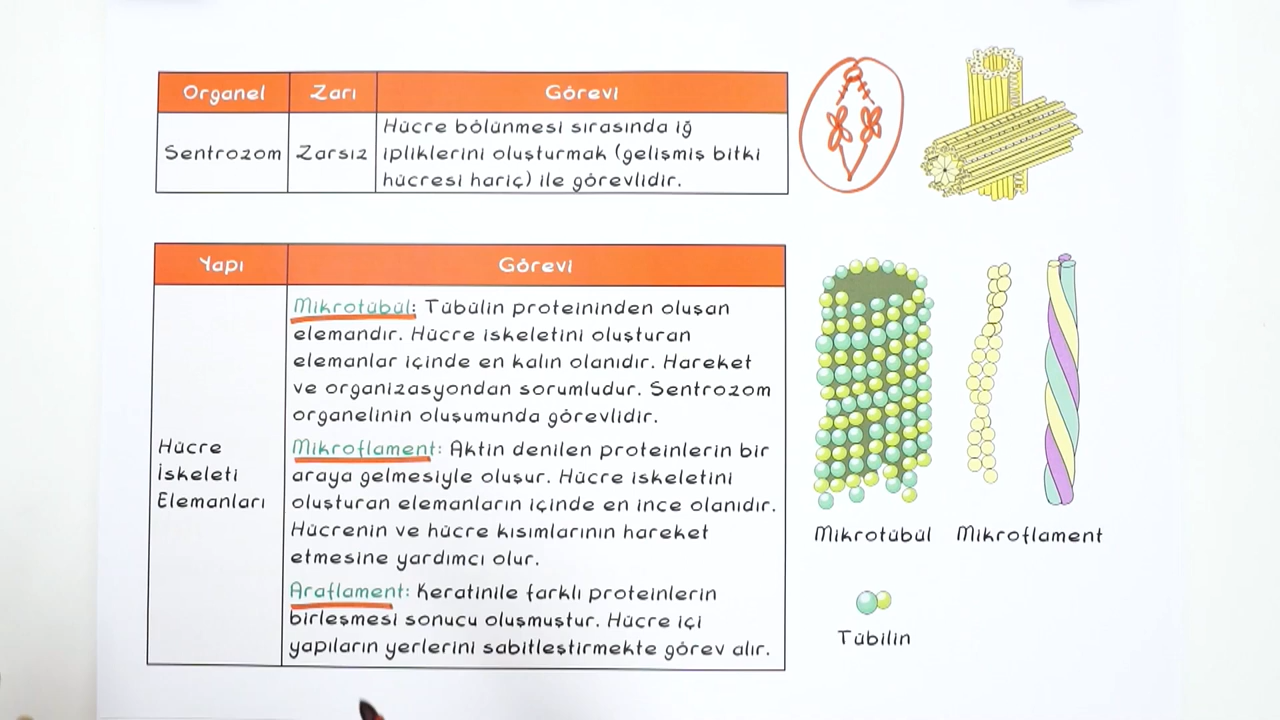 Organel Zarı Görevi
Sentrozom Zarsız Hücre bölünmesi sırasında iğ
ipliklerini oluşturmak (gelişmiş bitki
hücresi hariç) ile görevlidir.
Yapı Görevi
Hücre
İskeleti
Elemanları
Mikrotübül: Tübülin proteininden oluşan
elemandır. Hücre iskeletini oluşturan
elemanlar içinde en kalın olanıdır. Hareket
ve organizasyondan sorumludur. Sentrozom
organelinin oluşumunda görevlidir.
Mikroflament: Aktin denilen proteinlerin bir
araya gelmesiyle oluşur. Hücre iskeletini
oluşturan elemanların içinde en ince olanıdır.
Hücrenin ve hücre kısımlarının hareket
etmesine yardımcı olur.
Araflament: Keratinile farklı proteinlerin
birleşmesi sonucu oluşmuştur. Hücre içi
yapıların yerlerini sabitleştirmekte görev alır.
Mikrotübül Mikroflament
Tübilin